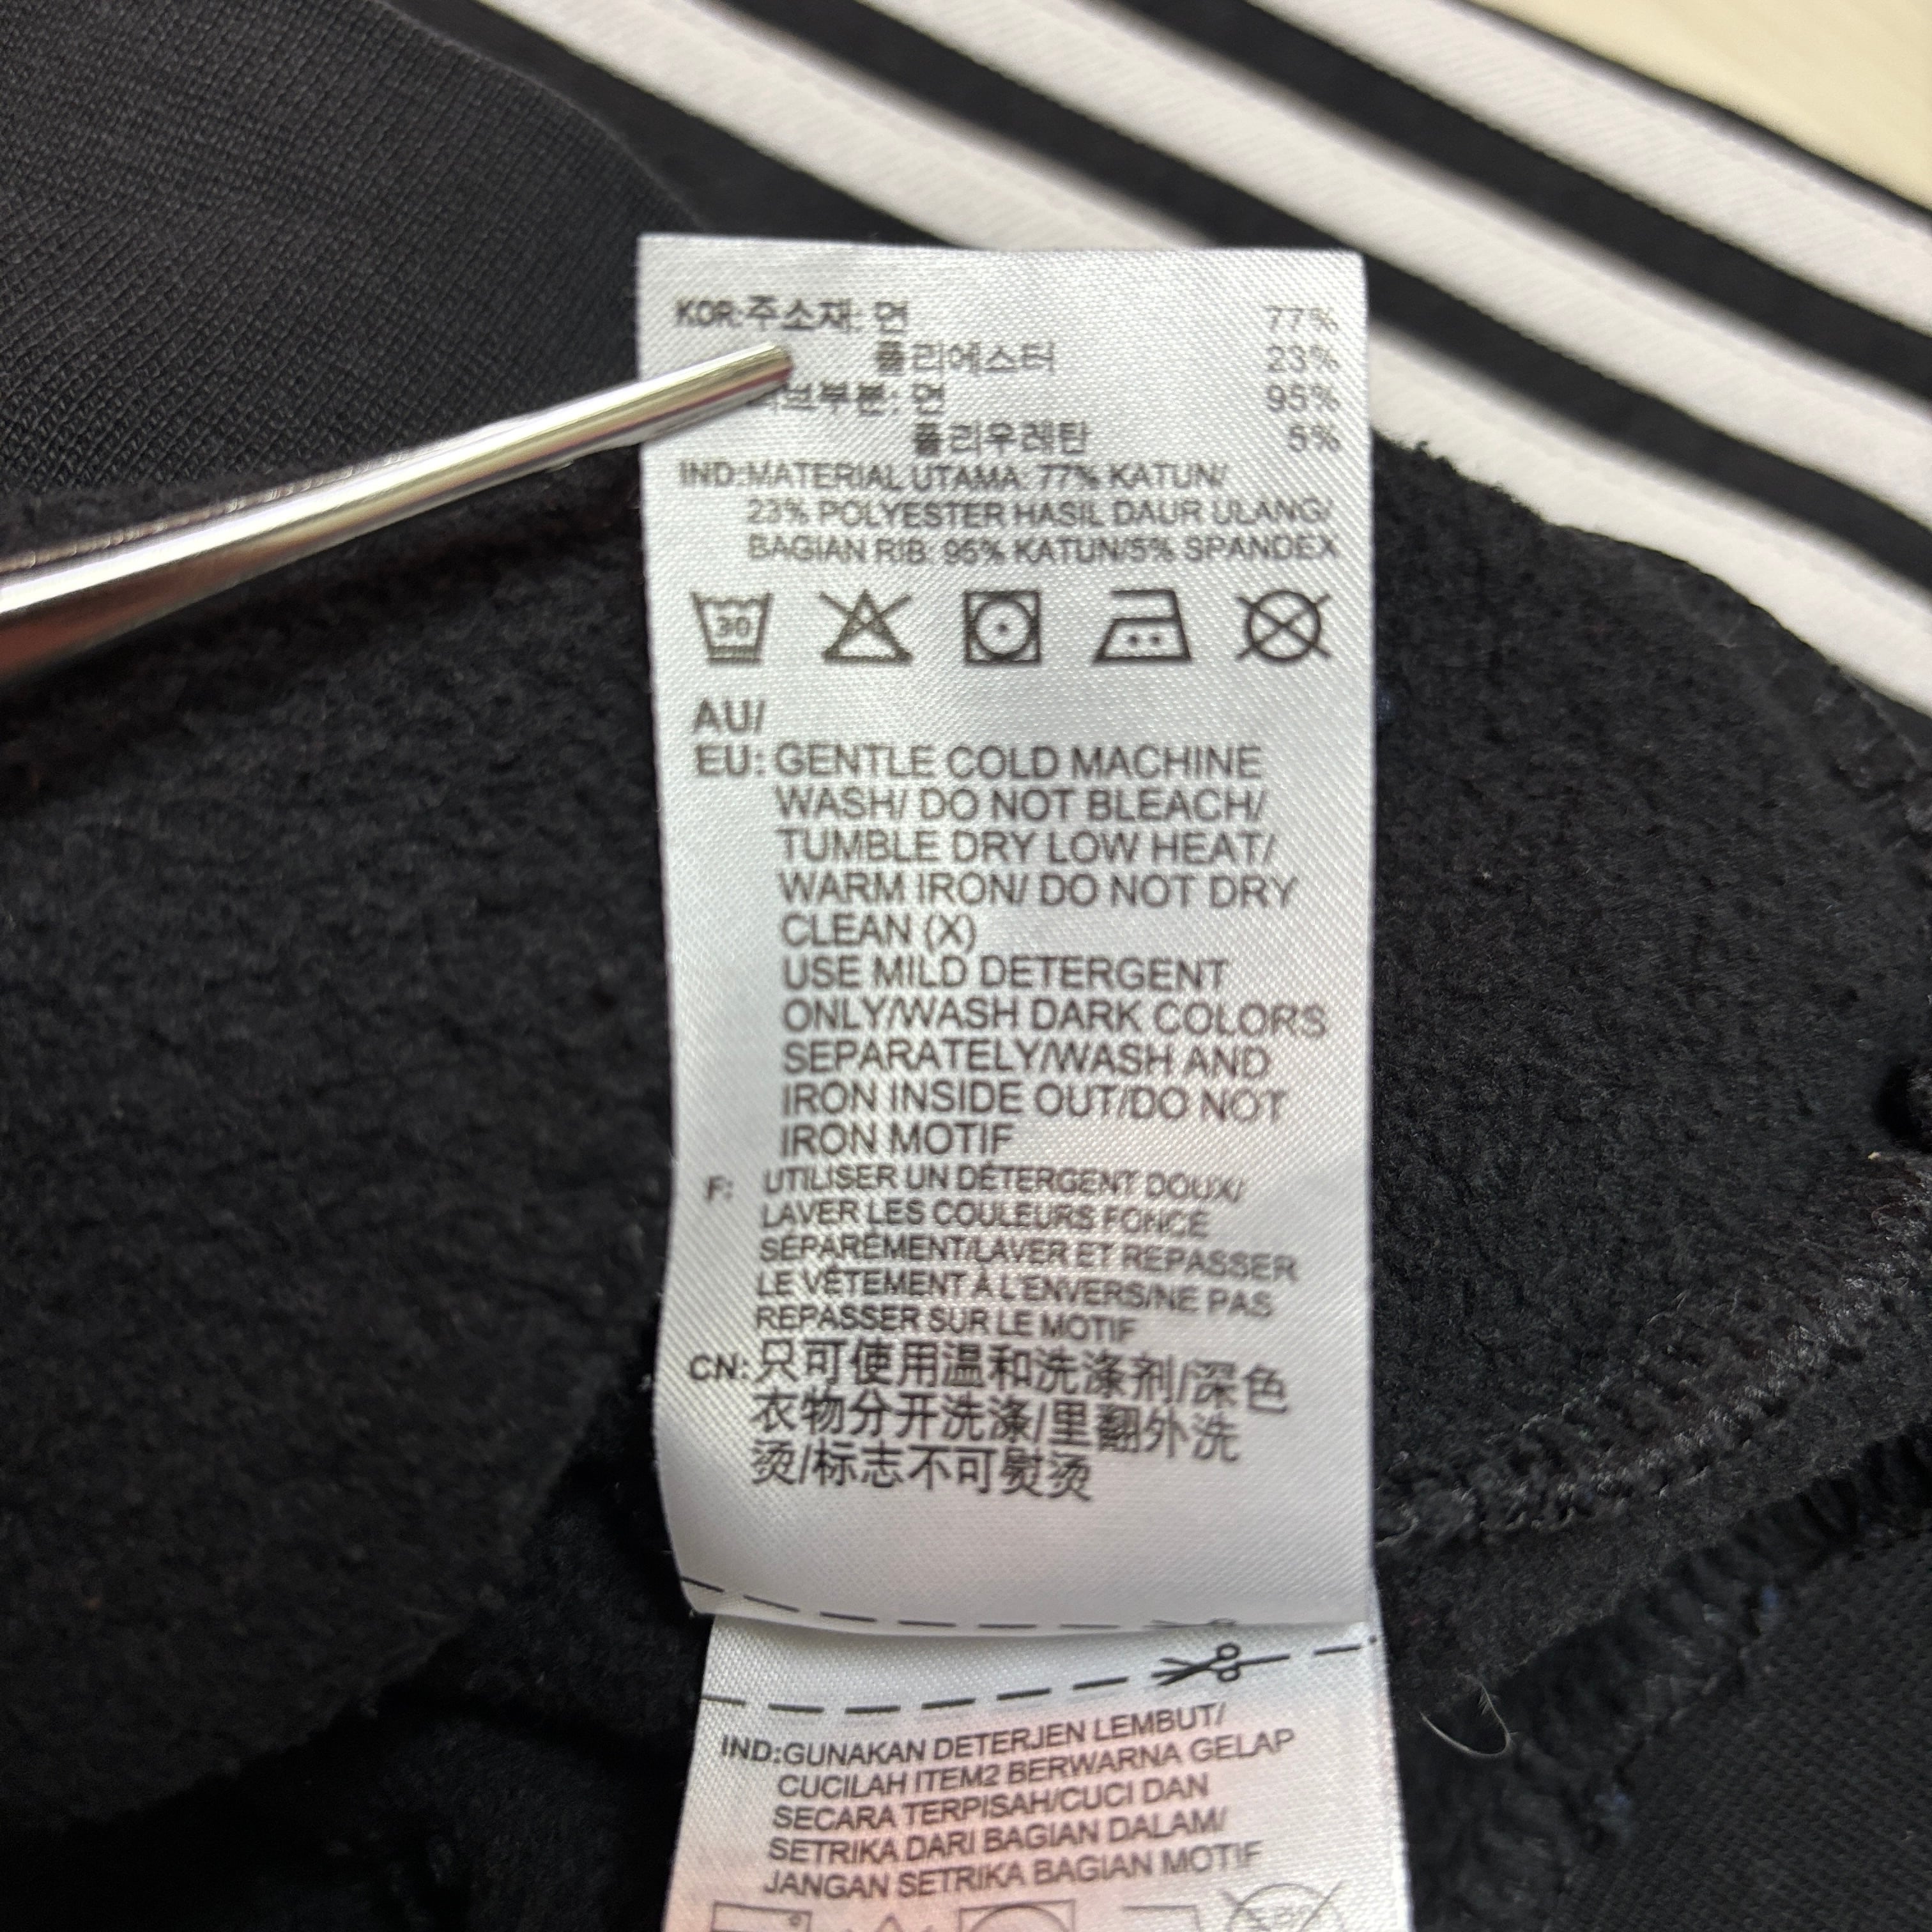 KOR:주소재: 면 77%
폴리에스터 23%
브부분: 면 95%
폴리우레탄 5%
IND:MATERIAL UTAMA: 77% KATUN/
23% POLYESTER HASIL DAUR ULANG/
BAGIAN RIB: 95% KATUN/5% SPANDEX
30
AU/
EU: GENTLE COLD MACHINE
WASH/ DO NOT BLEACH/
TUMBLE DRY LOW HEAT/
WARM IRON/ DO NOT DRY
CLEAN (X)
USE MILD DETERGENT
ONLY/WASH DARK COLORS
SEPARATELY/WASH AND
IRON INSIDE OUT/DO NOT
IRON MOTIF
F: UTILISER UN DÉTERGENT DOUX/
LAVER LES COULEURS FONCÉ
SÉPARÉMENT/LAVER ET REPASSER
LE VÊTEMENT À L'ENVERS/NE PAS
REPASSER SUR LE MOTIF
CN: 只可使用温和洗涤剂/深色
衣物分开洗涤/里翻外洗
烫/标志不可熨烫
IND:GUNAKAN DETERJEN LEMBUT/
CUCILAH ITEM2 BERWARNA GELAP
SECARA TERPISAH/CUCI DAN
SETRIKA DARI BAGIAN DALAM/
JANGAN SETRIKA BAGIAN MOTIF